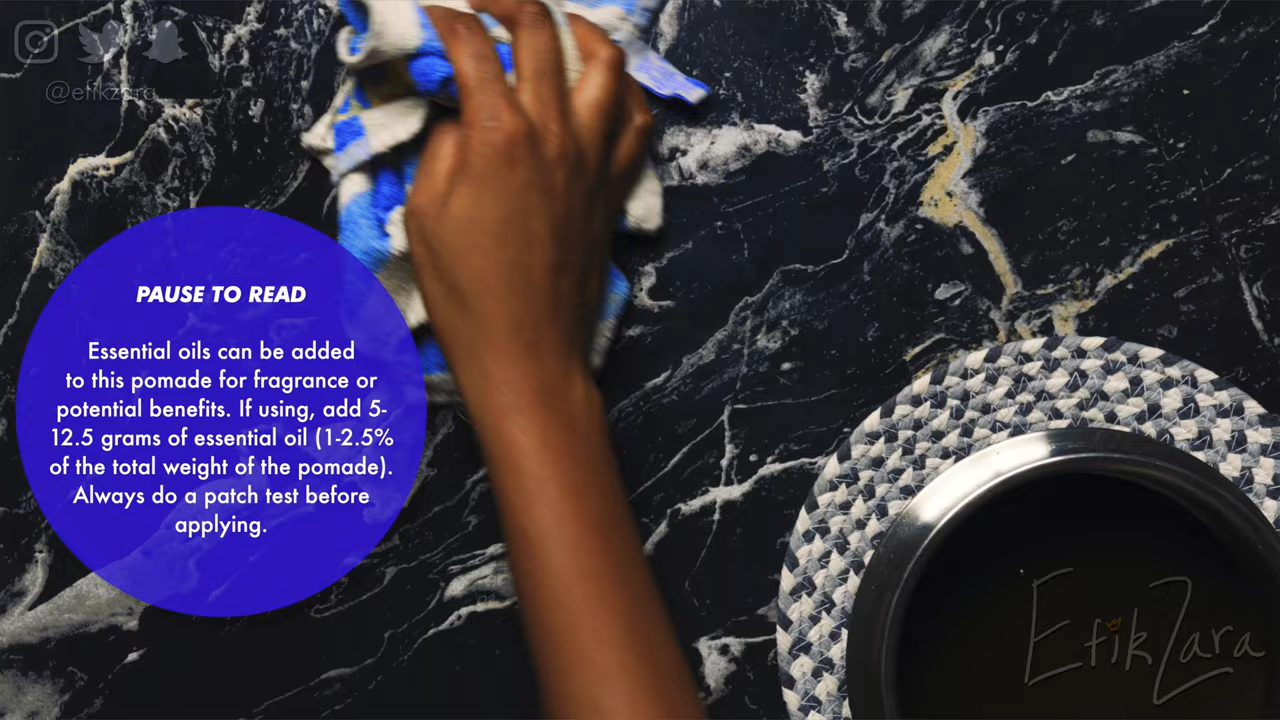 @efikzara
PAUSE TO READ
Essential oils can be added
to this pomade for fragrance or
potential benefits. If using, add 5-
12.5 grams of essential oil (1-2.5%
of the total weight of the pomade).
Always do a patch test before
applying.
EfikZara